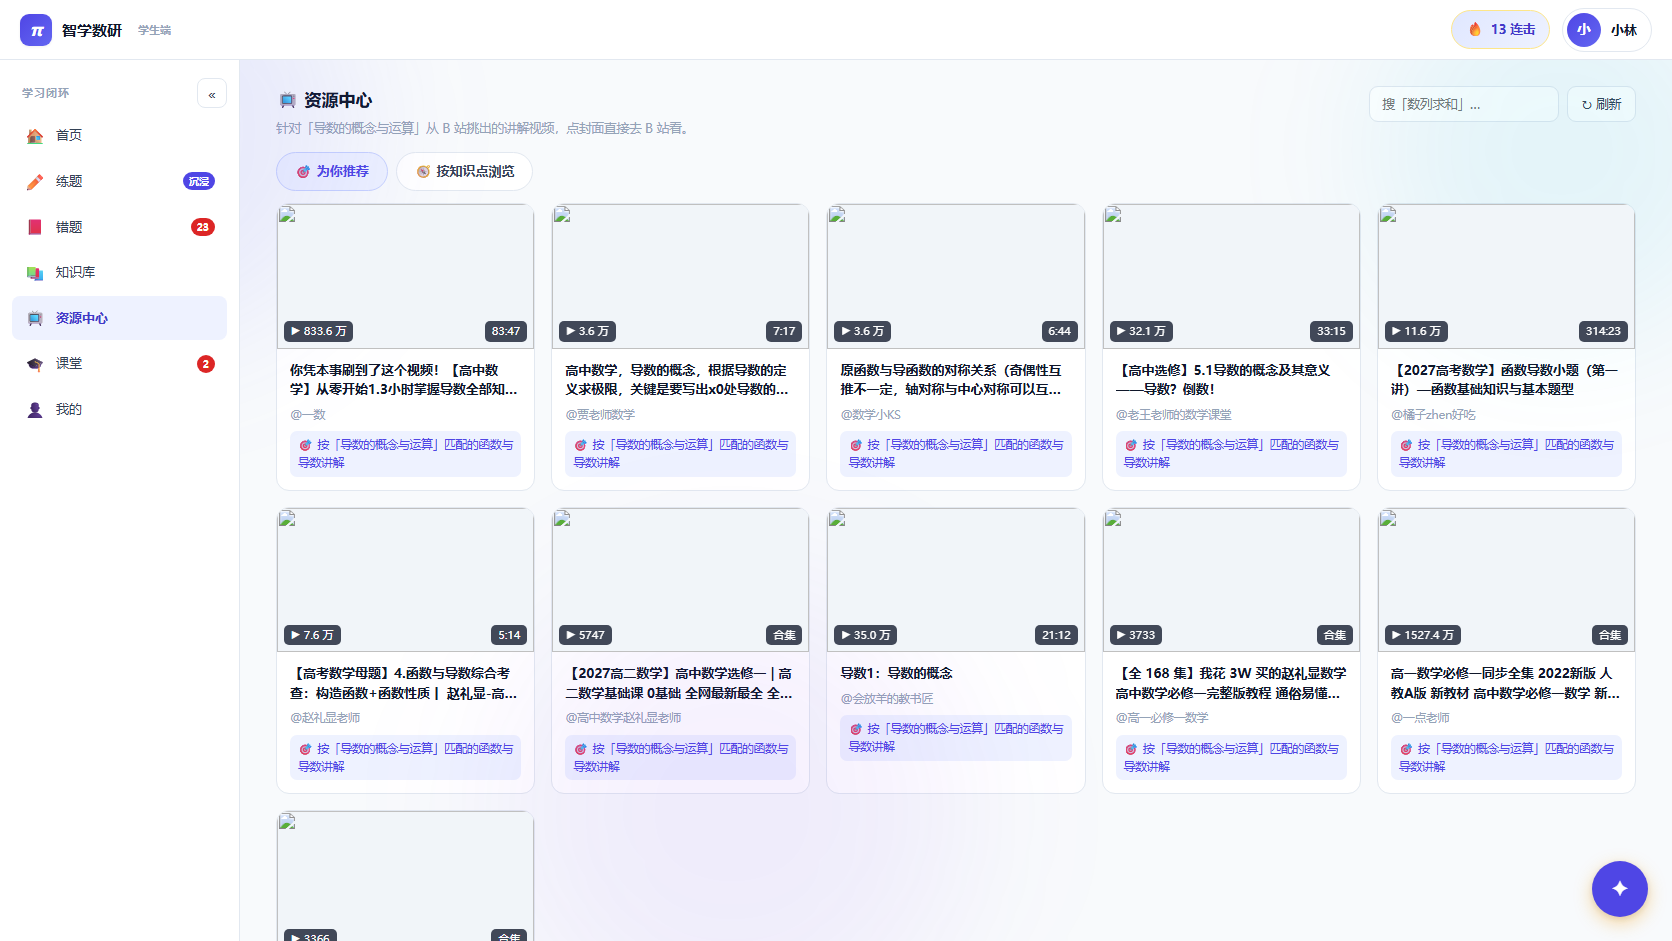 π 智学数研 学生端
13 连击
小 小林
学习闭环
«
首页
练题 沉浸
错题 23
知识库
资源中心
课堂 2
我的
资源中心
针对「导数的概念与运算」从 B 站挑出的讲解视频，点封面直接去 B 站看。
搜「数列求和」...
↻ 刷新
为你推荐
按知识点浏览
▶ 833.6 万 83:47
你凭本事刷到了这个视频！【高中数
学】从零开始1.3小时掌握导数全部知...
@一数
按「导数的概念与运算」匹配的函数与
导数讲解
▶ 3.6 万 7:17
高中数学，导数的概念，根据导数的定
义求极限，关键是要写出x0处导数的...
@贾老师数学
按「导数的概念与运算」匹配的函数与
导数讲解
▶ 3.6 万 6:44
原函数与导函数的对称关系（奇偶性互
推不一定，轴对称与中心对称可以互...
@数学小KS
按「导数的概念与运算」匹配的函数与
导数讲解
▶ 32.1 万 33:15
【高中选修】5.1导数的概念及其意义
——导数？倒数！
@老王老师的数学课堂
按「导数的概念与运算」匹配的函数与
导数讲解
▶ 11.6 万 314:23
【2027高考数学】函数导数小题（第一
讲）—函数基础知识与基本题型
@橘子zhen好吃
按「导数的概念与运算」匹配的函数与
导数讲解
▶ 7.6 万 5:14
【高考数学母题】4.函数与导数综合考
查：构造函数+函数性质丨 赵礼显-高...
@赵礼显老师
按「导数的概念与运算」匹配的函数与
导数讲解
▶ 5747 合集
【2027高二数学】高中数学选修一 | 高
二数学基础课 0基础 全网最新最全 全...
@高中数学赵礼显老师
按「导数的概念与运算」匹配的函数与
导数讲解
▶ 35.0 万 21:12
导数1：导数的概念
@会放羊的教书匠
按「导数的概念与运算」匹配的函数与
导数讲解
▶ 3733 合集
【全 168 集】我花 3W 买的赵礼显数学
高中数学必修一完整版教程 通俗易懂...
@高一必修一数学
按「导数的概念与运算」匹配的函数与
导数讲解
▶ 1527.4 万 合集
高一数学必修一同步全集 2022新版 人
教A版 新教材 高中数学必修一数学 新...
@一点老师
按「导数的概念与运算」匹配的函数与
导数讲解
▶ 3366 合集